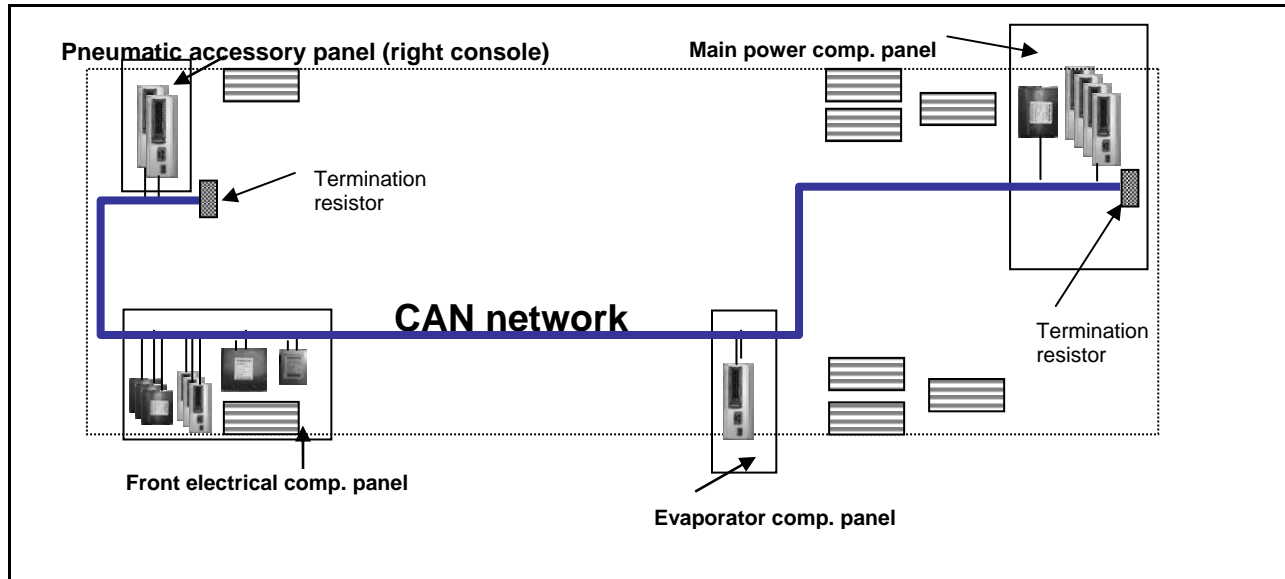 Pneumatic accessory panel (right console)
Main power comp. panel
Termination
resistor
CAN network
Termination
resistor
Front electrical comp. panel
Evaporator comp. panel